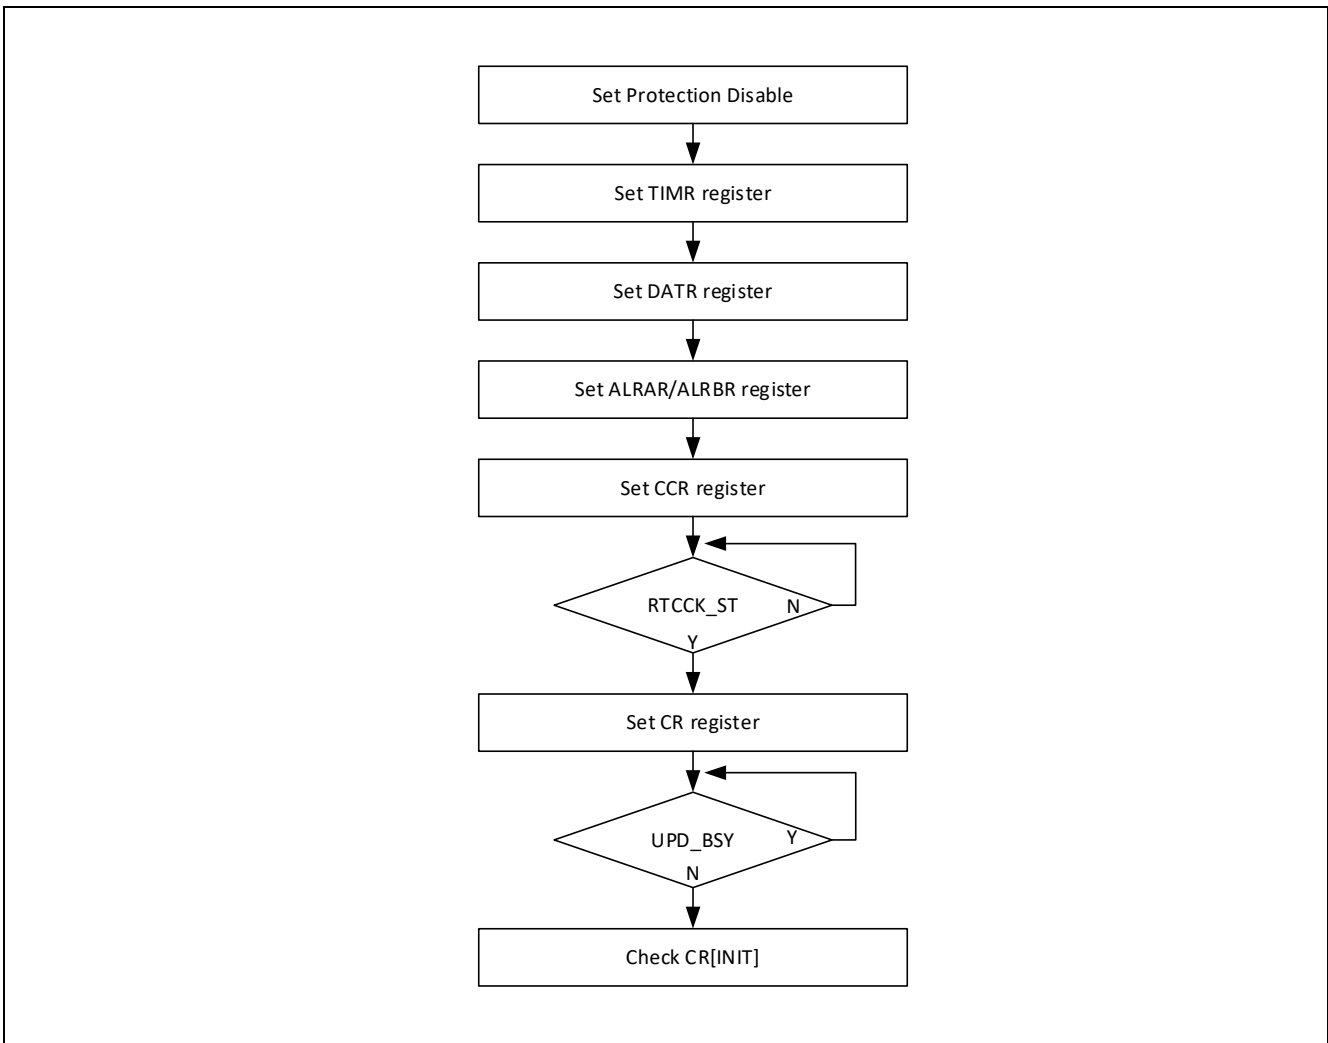 Set Protection Disable
Set TIMR register
Set DATR register
Set ALRAR/ALRBR register
Set CCR register
RTCCK_ST
N
Y
Set CR register
UPD_BSY
Y
N
Check CR[INIT]